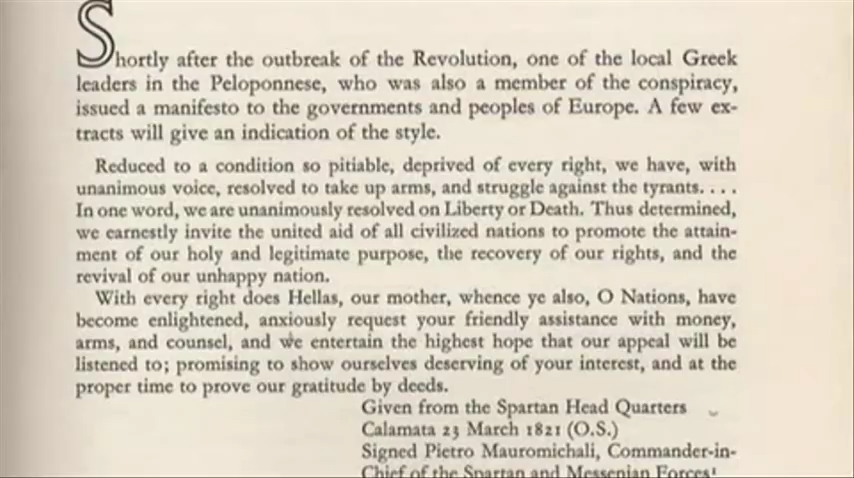 Shortly after the outbreak of the Revolution, one of the local Greek
leaders in the Peloponnese, who was also a member of the conspiracy,
issued a manifesto to the governments and peoples of Europe. A few ex-
tracts will give an indication of the style.
Reduced to a condition so pitiable, deprived of every right, we have, with
unanimous voice, resolved to take up arms, and struggle against the tyrants. . . .
In one word, we are unanimously resolved on Liberty or Death. Thus determined,
we earnestly invite the united aid of all civilized nations to promote the attain-
ment of our holy and legitimate purpose, the recovery of our rights, and the
revival of our unhappy nation.
With every right does Hellas, our mother, whence ye also, O Nations, have
become enlightened, anxiously request your friendly assistance with money,
arms, and counsel, and we entertain the highest hope that our appeal will be
listened to; promising to show ourselves deserving of your interest, and at the
proper time to prove our gratitude by deeds.
Given from the Spartan Head Quarters
Calamata 23 March 1821 (O.S.)
Signed Pietro Mauromichali, Commander-in-
Chief of the Spartan and Messenian Forces¹